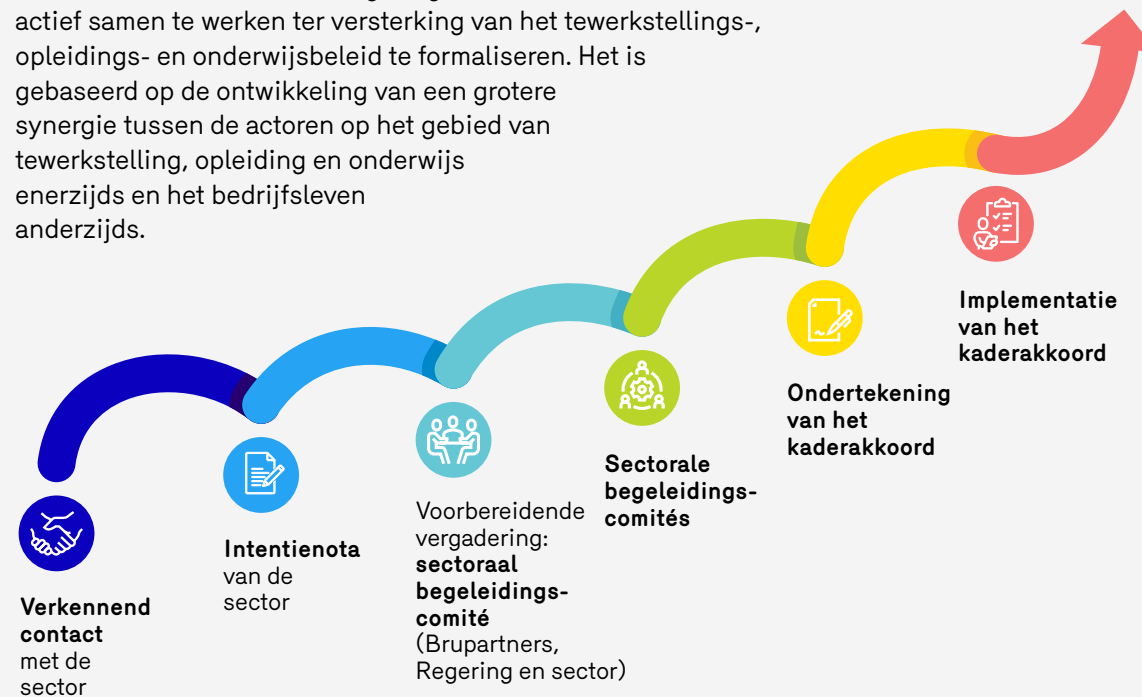 actief samen te werken ter versterking van het tewerkstellings-,
opleidings- en onderwijsbeleid te formaliseren. Het is
gebaseerd op de ontwikkeling van een grotere
synergie tussen de actoren op het gebied van
tewerkstelling, opleiding en onderwijs
enerzijds en het bedrijfsleven
anderzijds.
Verkennend
contact
met de
sector
Intentienota
van de
sector
Voorbereidende
vergadering:
sectoraal
begeleidings-
comité
(Brupartners,
Regering en sector)
Sectorale
begeleidings-
comités
Ondertekening
van het
kaderakkoord
Implementatie
van het
kaderakkoord